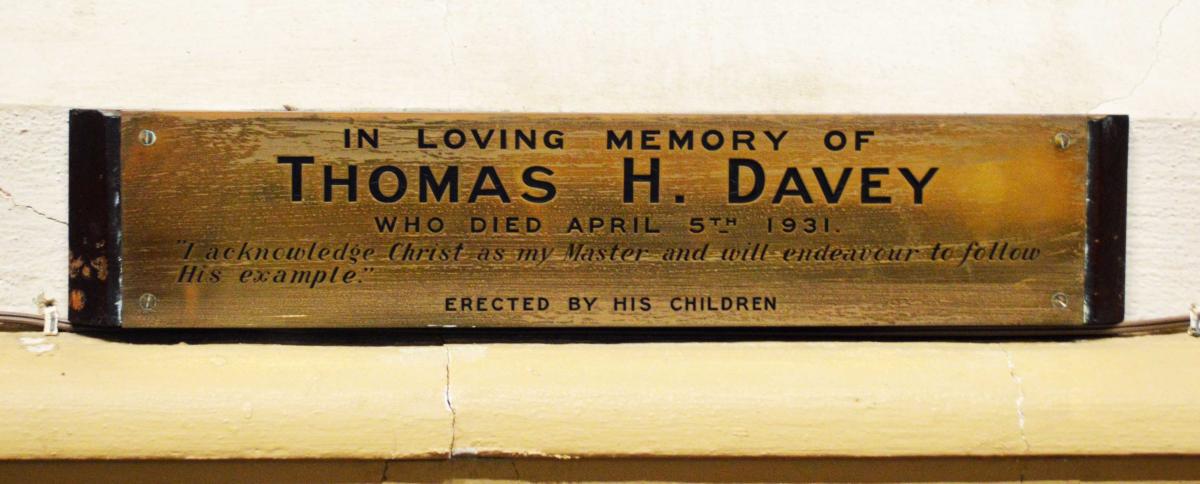 IN LOVING MEMORY OF
THOMAS H. DAVEY
WHO DIED APRIL 5TH 1931.
"I acknowledge Christ as my Master and will endeavour to follow
His example."
ERECTED BY HIS CHILDREN